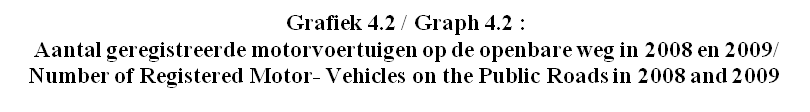 Grafiek 4.2 / Graph 4.2 :
Aantal geregistreerde motorvoertuigen op de openbare weg in 2008 en 2009/
Number of Registered Motor- Vehicles on the Public Roads in 2008 and 2009